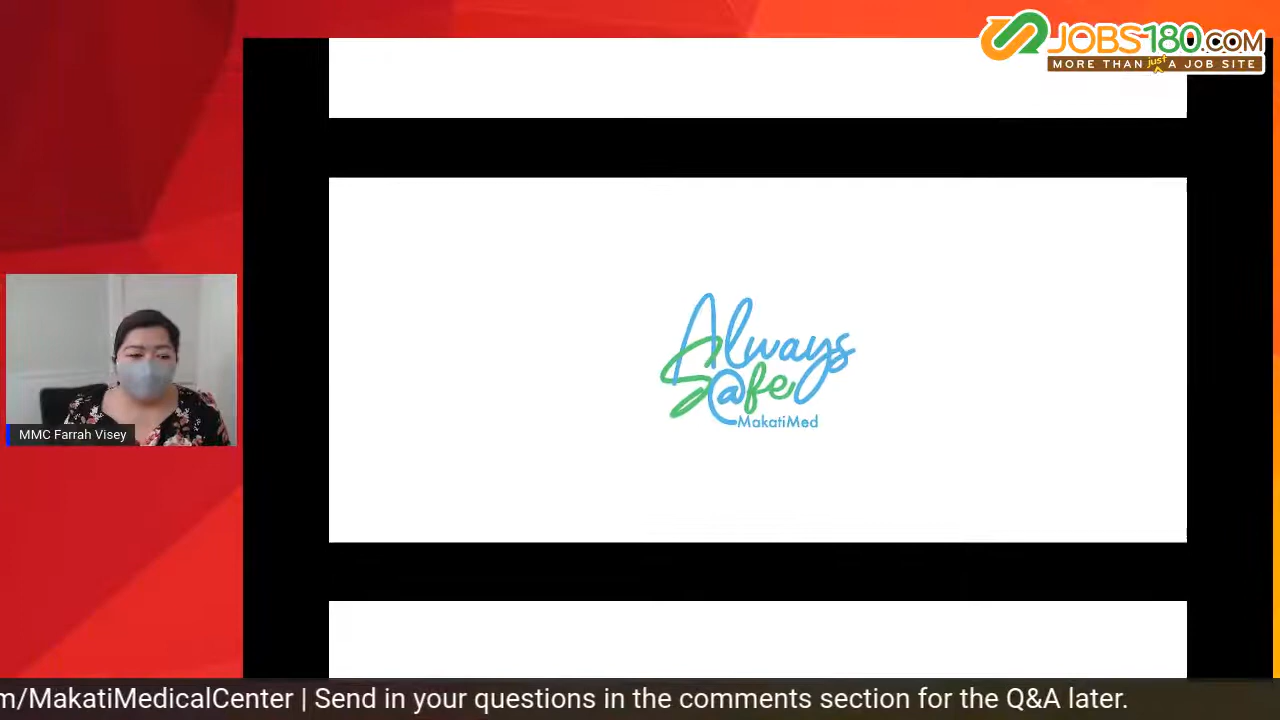 JOBS180.COM
MORE THAN just A JOB SITE
Always
S@fe
MakatiMed
MMC Farrah Visey
m/MakatiMedicalCenter | Send in your questions in the comments section for the Q&A later.